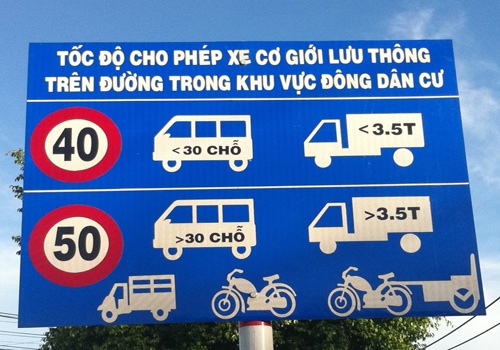 TỐC ĐỘ CHO PHÉP XE CƠ GIỚI LƯU THÔNG
TRÊN ĐƯỜNG TRONG KHU VỰC ĐÔNG DÂN CƯ
40 <30 CHỖ <3.5T
50 >30 CHỖ >3.5T